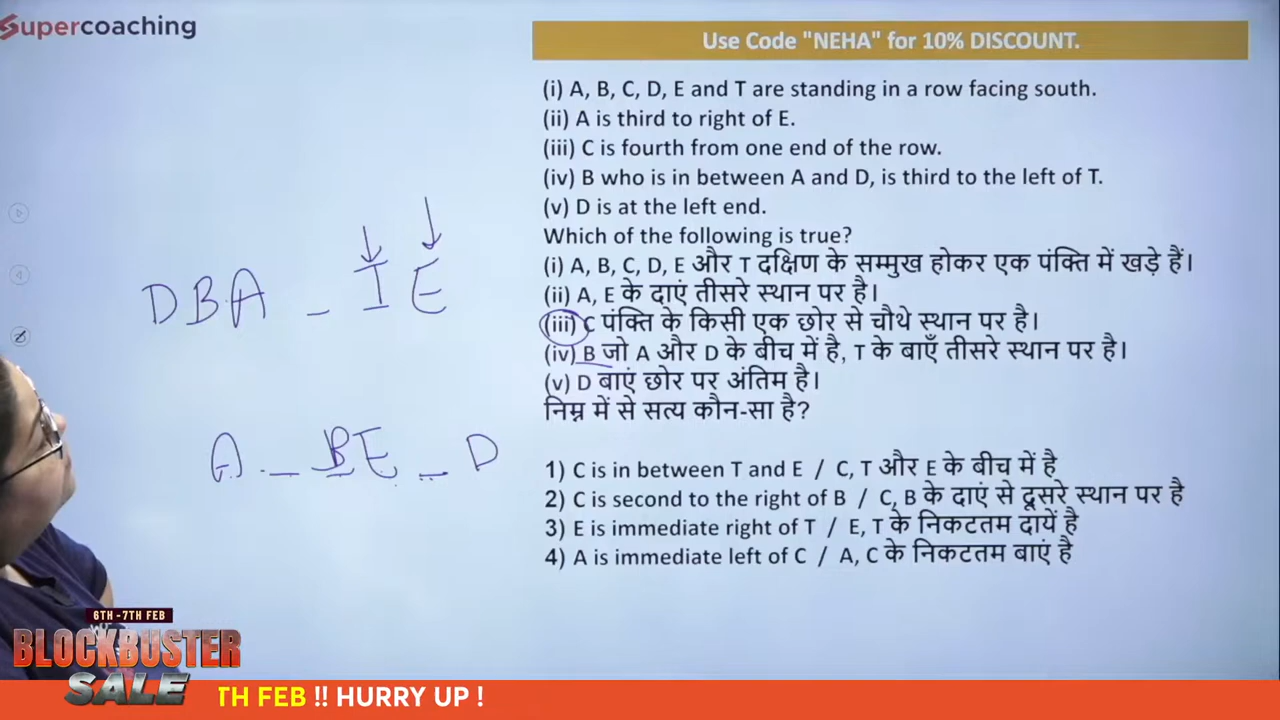 Supercoaching
Use Code "NEHA" for 10% DISCOUNT.
(i) A, B, C, D, E and T are standing in a row facing south.
(ii) A is third to right of E.
(iii) C is fourth from one end of the row.
(iv) B who is in between A and D, is third to the left of T.
(v) D is at the left end.
Which of the following is true?
(i) A, B, C, D, E और T दक्षिण के सम्मुख होकर एक पंक्ति में खड़े हैं।
(ii) A, E के दाएं तीसरे स्थान पर है।
(iii) C पंक्ति के किसी एक छोर से चौथे स्थान पर है।
(iv) B जो A और D के बीच में है, T के बाएँ तीसरे स्थान पर है।
(v) D बाएं छोर पर अंतिम है।
निम्न में से सत्य कौन-सा है?
1) C is in between T and E / C, T और E के बीच में है
2) C is second to the right of B / C, B के दाएं से दूसरे स्थान पर है
3) E is immediate right of T / E, T के निकटतम दायें है
4) A is immediate left of C / A, C के निकटतम बाएं है
D B A _ I E
A _ B E _ D
6TH -7TH FEB
BLOCKBUSTER
SALE
TH FEB !! HURRY UP !